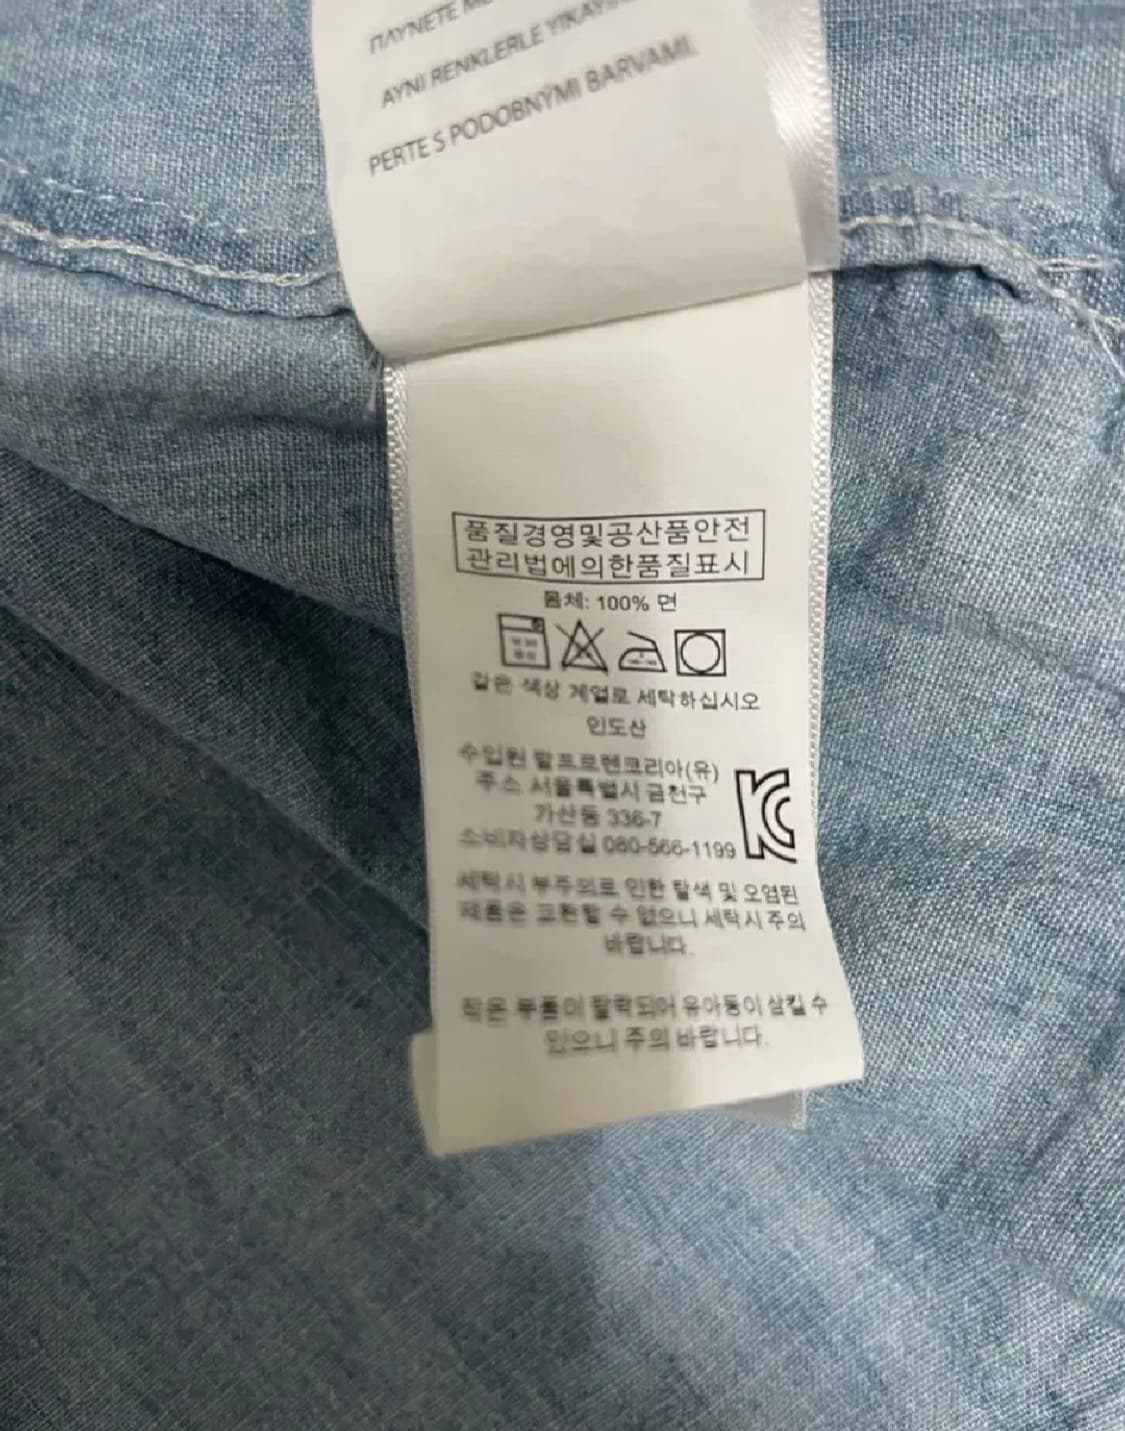 ΠΛΥΝΕΤΕ ΜΕ
AYNI RENKLERLE
PERTE S PODOBNÝMI BARVAMI.
품질경영및공산품안전
관리법에의한품질표시
몸체: 100% 면
같은 색상 계열로 세탁하십시오
인도산
수입원 랄프로렌코리아(유)
주소 서울특별시 금천구
가산동 336-7
소비자상담실 080-566-1199
세탁시 부주의로 인한 탈색 및 오염된
제품은 교환할 수 없으니 세탁시 주의
바랍니다.
작은 부품이 탈락되어 유아동이 삼킬 수
있으니 주의 바랍니다.